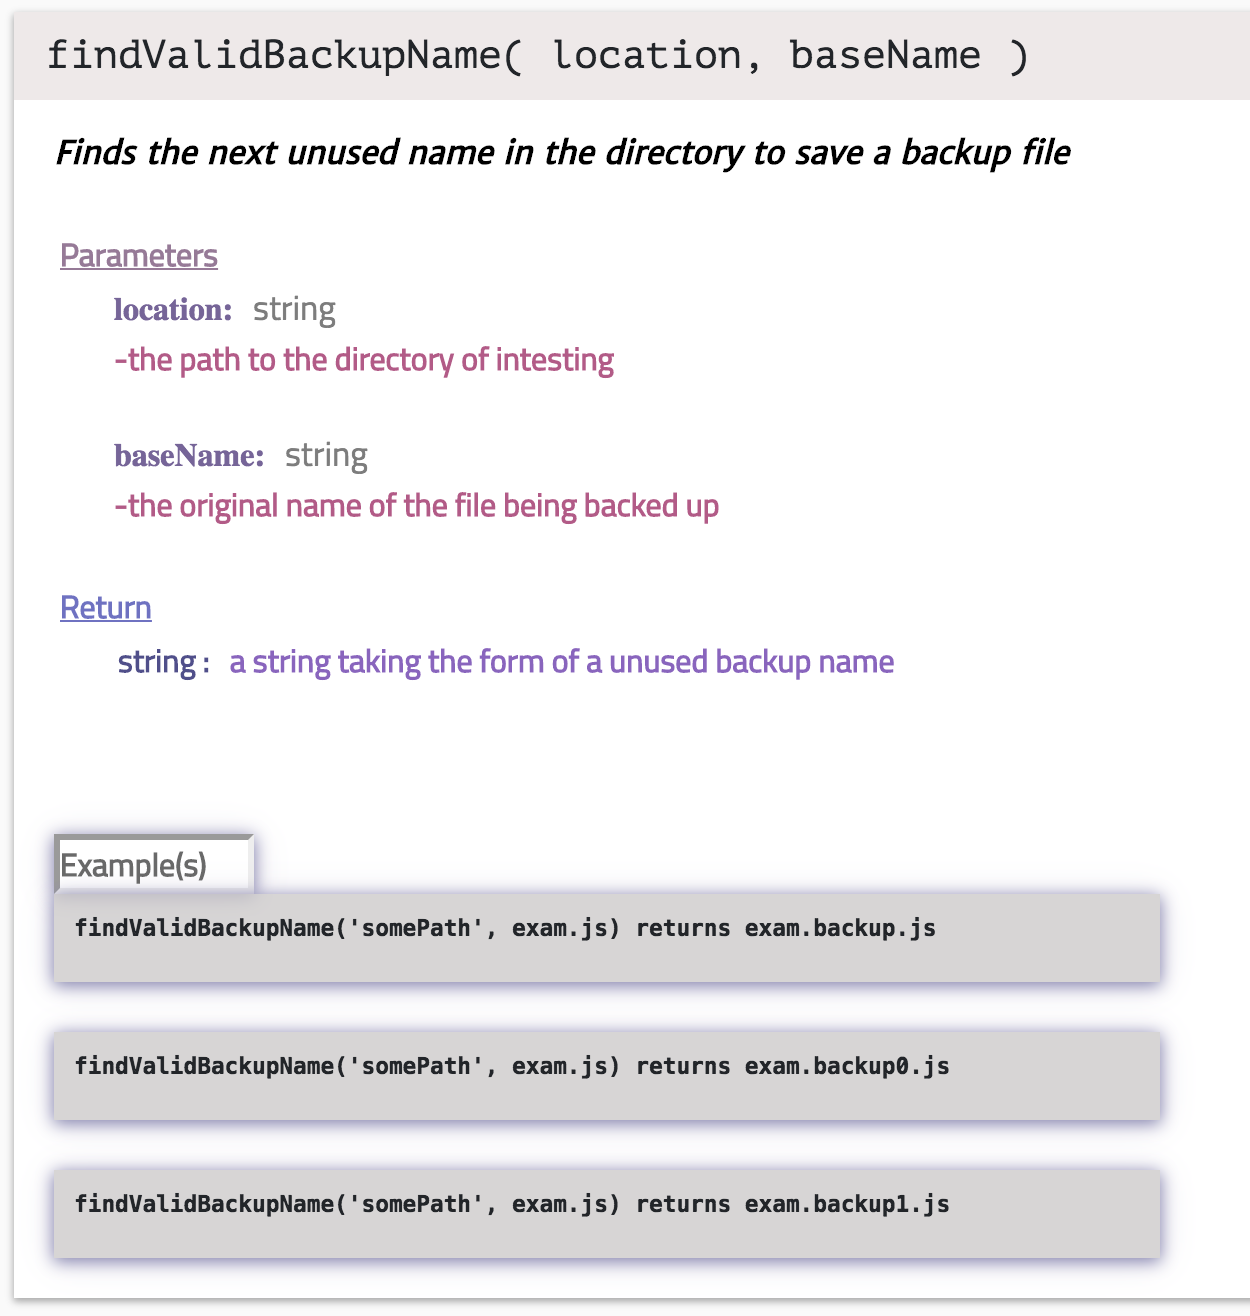 findValidBackupName( location, baseName )
Finds the next unused name in the directory to save a backup file
Parameters
location: string
-the path to the directory of intesting
baseName: string
-the original name of the file being backed up
Return
string : a string taking the form of a unused backup name
Example(s)
findValidBackupName('somePath', exam.js) returns exam.backup.js
findValidBackupName('somePath', exam.js) returns exam.backup0.js
findValidBackupName('somePath', exam.js) returns exam.backup1.js